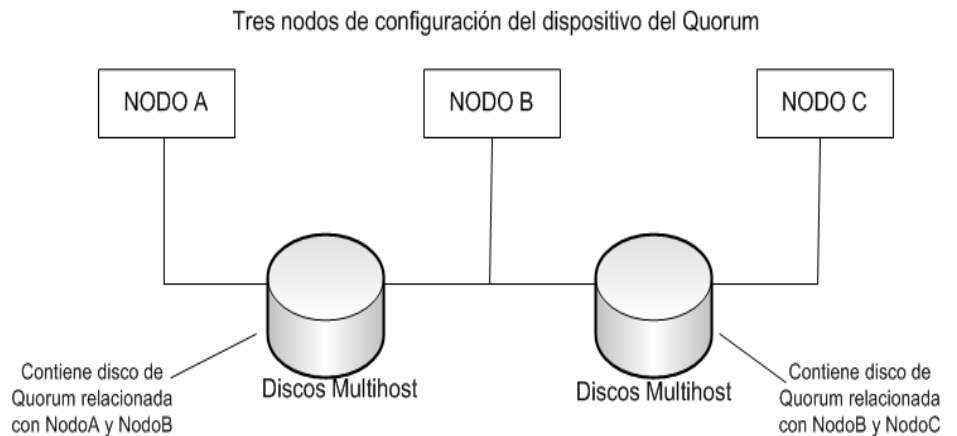 Tres nodos de configuración del dispositivo del Quorum
NODO A
NODO B
NODO C
Discos Multihost
Discos Multihost
Contiene disco de
Quorum relacionada
con NodoA y NodoB
Contiene disco de
Quorum relacionada
con NodoB y NodoC